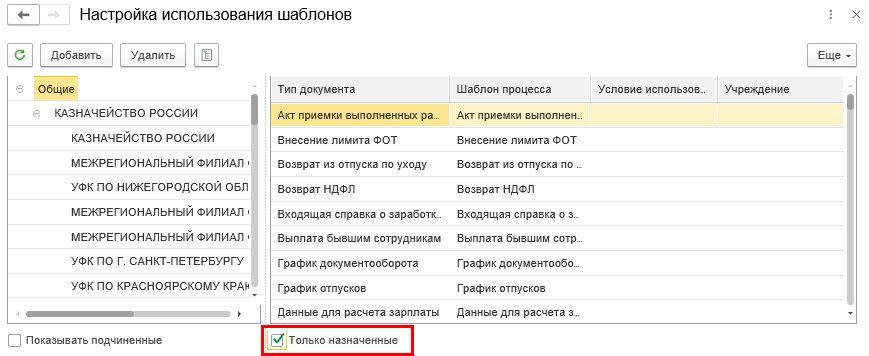 Настройка использования шаблонов
Добавить Удалить Еще
Общие
КАЗНАЧЕЙСТВО РОССИИ
КАЗНАЧЕЙСТВО РОССИИ
МЕЖРЕГИОНАЛЬНЫЙ ФИЛИАЛ
УФК ПО НИЖЕГОРОДСКОЙ ОБЛ
МЕЖРЕГИОНАЛЬНЫЙ ФИЛИАЛ
МЕЖРЕГИОНАЛЬНЫЙ ФИЛИАЛ
УФК ПО Г. САНКТ-ПЕТЕРБУРГУ
УФК ПО КРАСНОЯРСКОМУ КРАЮ
Тип документа Шаблон процесса Условие использов... Учреждение
Акт приемки выполненных ра... Акт приемки выполнен...
Внесение лимита ФОТ Внесение лимита ФОТ
Возврат из отпуска по уходу Возврат из отпуска по ...
Возврат НДФЛ Возврат НДФЛ
Входящая справка о заработк... Входящая справка о з...
Выплата бывшим сотрудникам Выплата бывшим сотр...
График документооборота График документообо...
График отпусков График отпусков
Данные для расчета зарплаты Данные для расчета з...
Показывать подчиненные Только назначенные